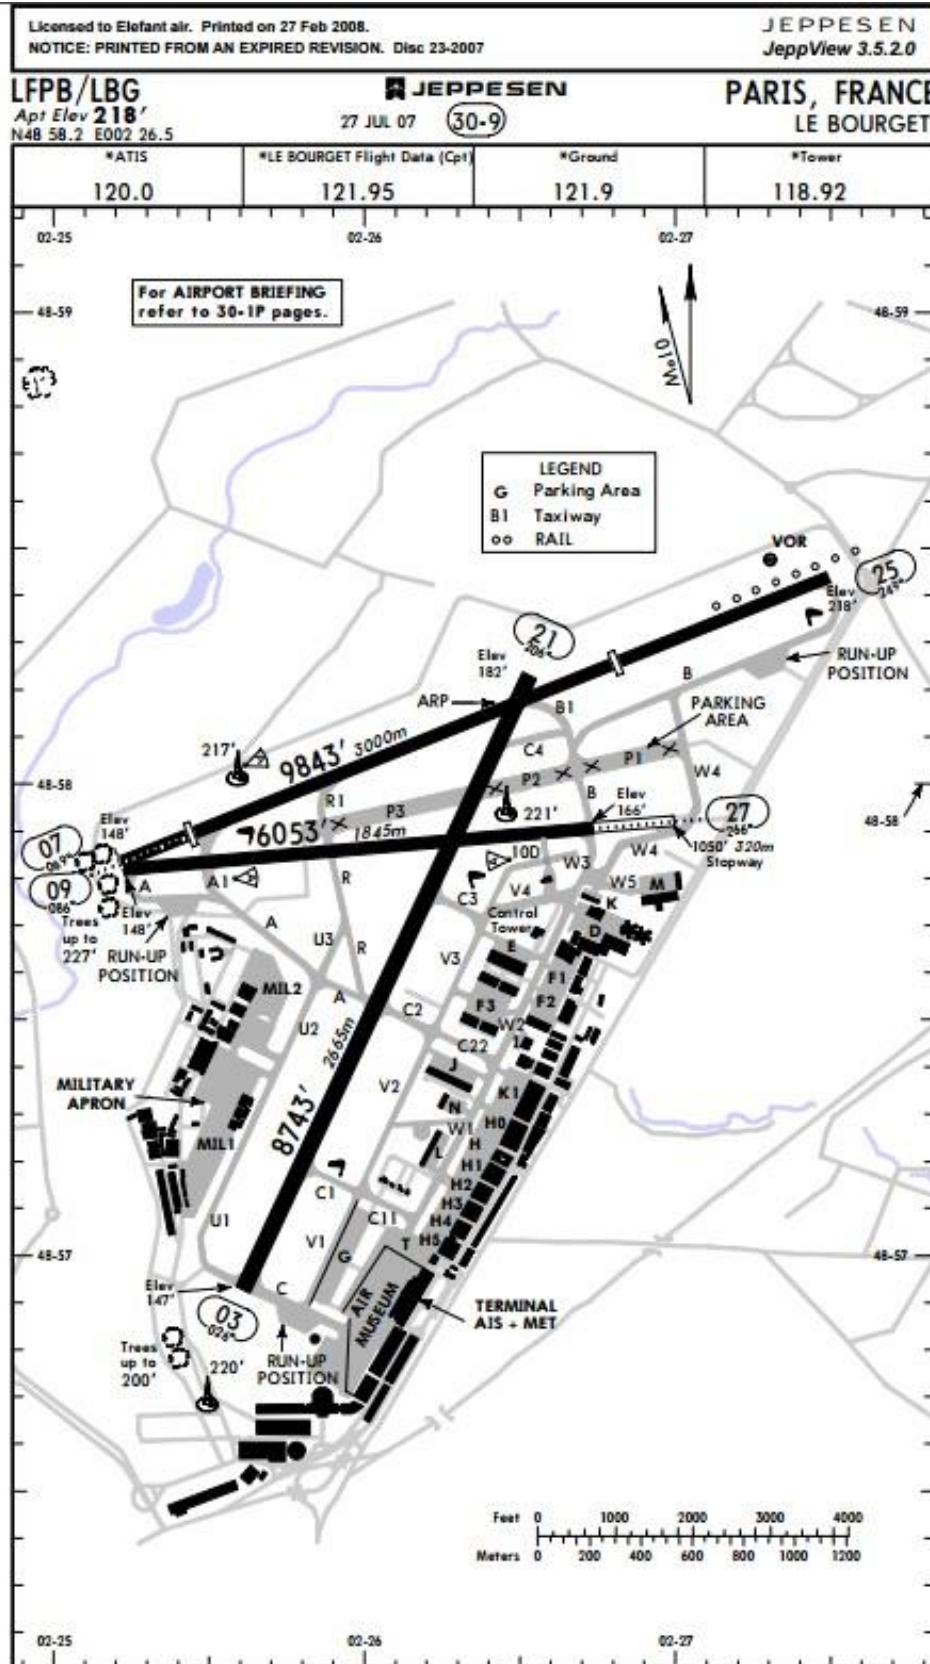 Licensed to Elefant air. Printed on 27 Feb 2008.
NOTICE: PRINTED FROM AN EXPIRED REVISION. Disc 23-2007
JEPPESEN
JeppView 3.5.2.0
LFPB/LBG
Apt Elev 218'
N48 58.2 E002 26.5
JEPPESEN
27 JUL 07
30-9
PARIS, FRANCE
LE BOURGET
*ATIS
120.0
*LE BOURGET Flight Data (Cpt)
121.95
*Ground
121.9
*Tower
118.92
02-25
02-26
02-27
For AIRPORT BRIEFING
refer to 30-1P pages.
48-59
48-59
10°W
LEGEND
G Parking Area
B1 Taxiway
RAIL
VOR
25
249°
Elev
218'
21
206°
Elev
182'
RUN-UP
POSITION
ARP
B
B1
PARKING
AREA
217'
9843' 3000m
C4
P1
P2
W4
48-58
R1
P3
B
Elev
166'
07
Elev
148'
6053'
1845m
221'
27
266°
48-58
1050' 320m
Stopway
09
086
A
A1
10D
W3
W4
R
V4
W5
M
C3
K
Elev
148'
Trees
up to
227'
RUN-UP
POSITION
A
U3
R
Control
Tower
D
E
V3
F1
MIL2
A
F3
F2
U2
C2
W2
2665m
C22
I
J
MILITARY
APRON
V2
K1
N
H0
8743'
W1
H
MIL1
L
H1
H2
C1
H3
U1
C11
H4
V1
T
H5
G
Elev
147'
C
03
026°
AIR
MUSEUM
TERMINAL
AIS + MET
Trees
up to
200'
220'
RUN-UP
POSITION
48-57
48-57
Feet 0 1000 2000 3000 4000
Meters 0 200 400 600 800 1000 1200
02-25
02-26
02-27